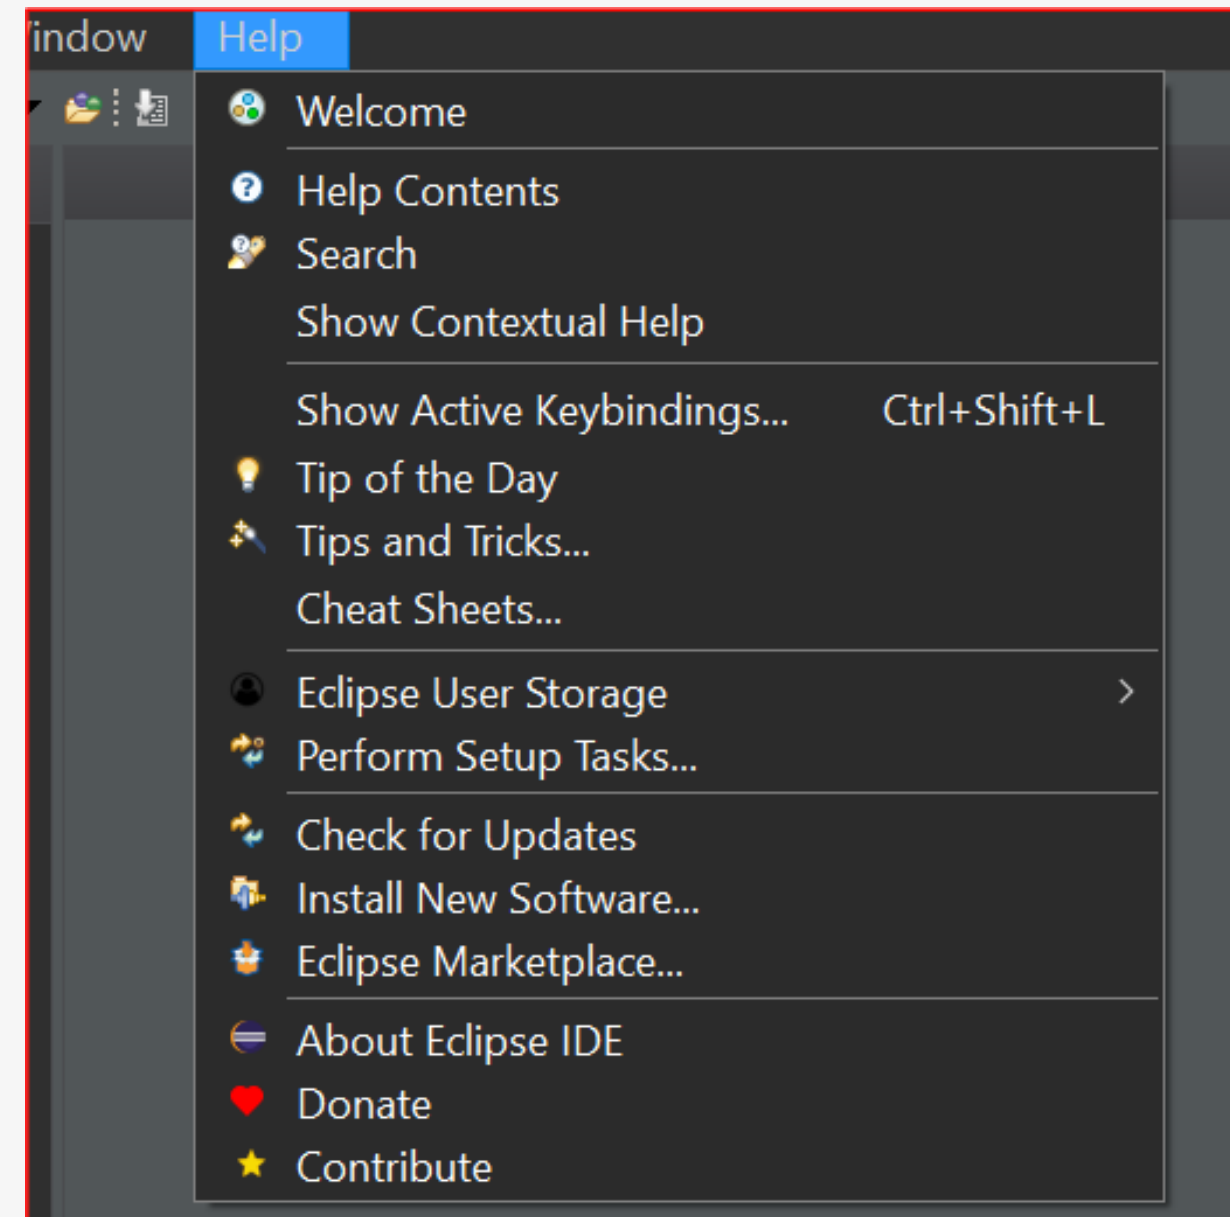 indow Help
Welcome
Help Contents
Search
Show Contextual Help
Show Active Keybindings... Ctrl+Shift+L
Tip of the Day
Tips and Tricks...
Cheat Sheets...
Eclipse User Storage
Perform Setup Tasks...
Check for Updates
Install New Software...
Eclipse Marketplace...
About Eclipse IDE
Donate
Contribute